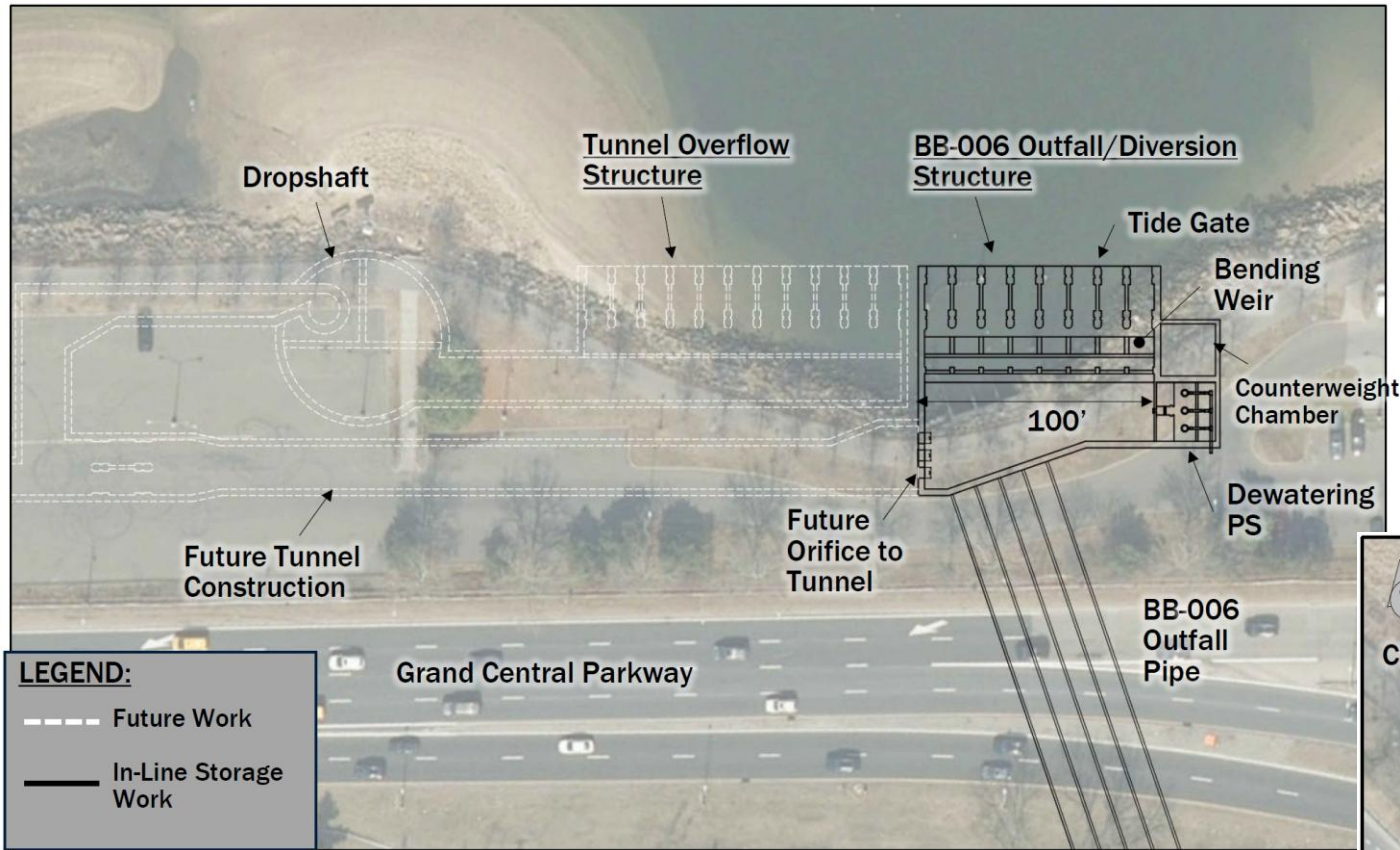 Tunnel Overflow
Structure
BB-006 Outfall/Diversion
Structure
Dropshaft
Tide Gate
Bending
Weir
Counterweight
Chamber
100’
Dewatering
PS
Future
Orifice to
Tunnel
Future Tunnel
Construction
BB-006
Outfall
Pipe
Grand Central Parkway
LEGEND:
Future Work
In-Line Storage
Work
C